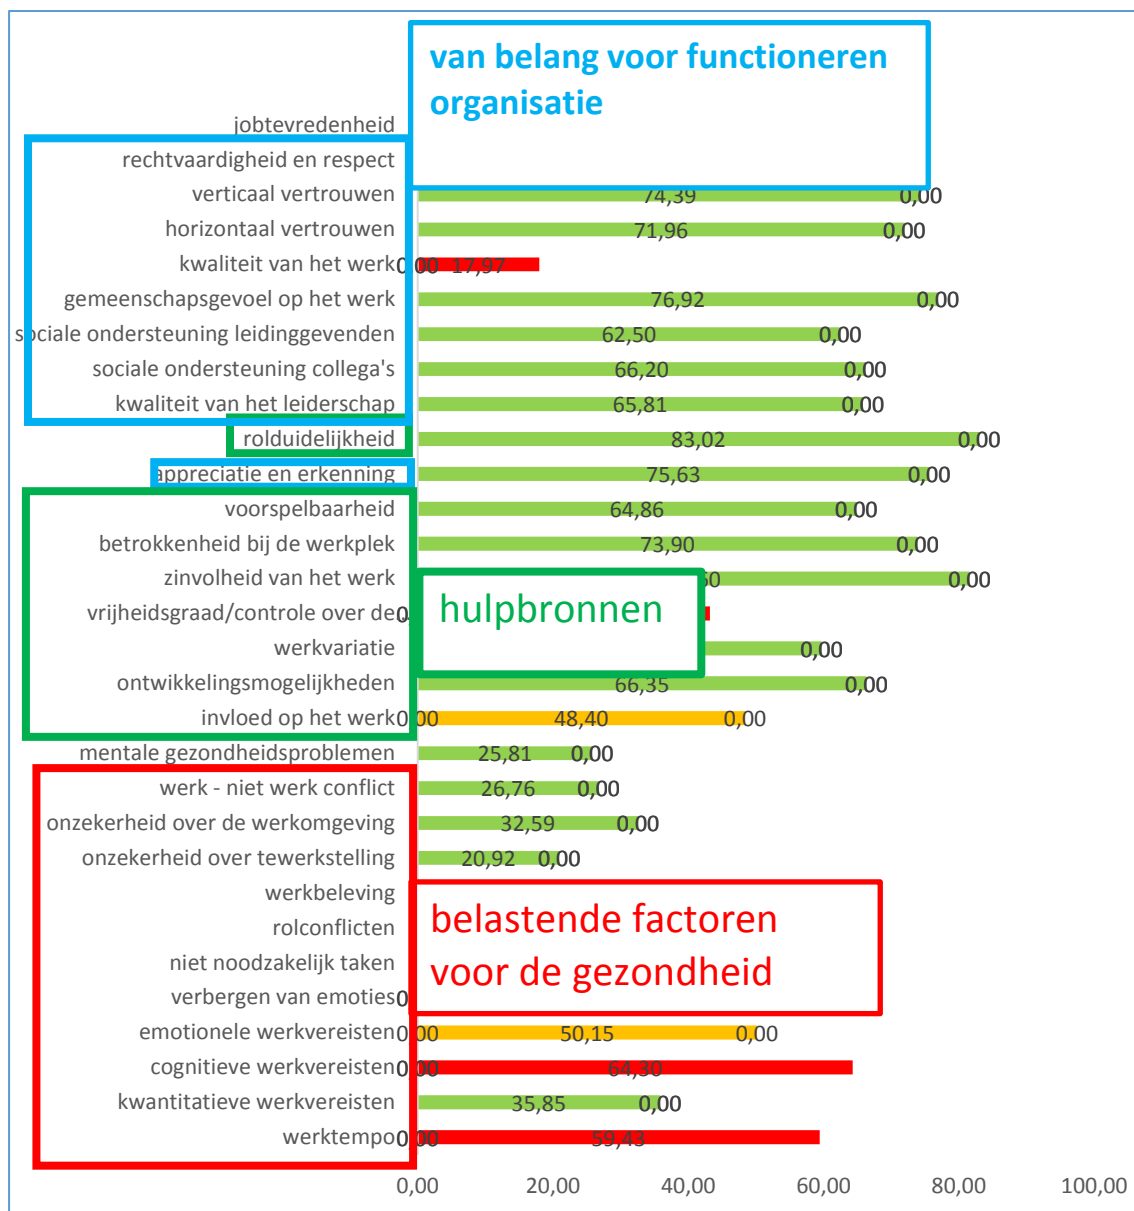 van belang voor functioneren
organisatie
jobtevredenheid
rechtvaardigheid en respect
verticaal vertrouwen 74,39 0,00
horizontaal vertrouwen 71,96 0,00
kwaliteit van het werk 0,00 17,97
gemeenschapsgevoel op het werk 76,92 0,00
sociale ondersteuning leidinggevenden 62,50 0,00
sociale ondersteuning collega's 66,20 0,00
kwaliteit van het leiderschap 65,81 0,00
rolduidelijkheid 83,02 0,00
appreciatie en erkenning 75,63 0,00
voorspelbaarheid 64,86 0,00
betrokkenheid bij de werkplek 73,90 0,00
zinvolheid van het werk 0,00
hulpbronnen
vrijheidsgraad/controle over de...
werkvariatie 0,00
ontwikkelingsmogelijkheden 66,35 0,00
invloed op het werk 0,00 48,40 0,00
mentale gezondheidsproblemen 25,81 0,00
werk - niet werk conflict 26,76 0,00
onzekerheid over de werkomgeving 32,59 0,00
onzekerheid over tewerkstelling 20,92 0,00
werkbeleving
belastende factoren
voor de gezondheid
rolconflicten
niet noodzakelijk taken
verbergen van emoties
emotionele werkvereisten 0,00 50,15 0,00
cognitieve werkvereisten 0,00 64,30
kwantitatieve werkvereisten 35,85 0,00
werktempo 0,00 59,43
0,00 20,00 40,00 60,00 80,00 100,00